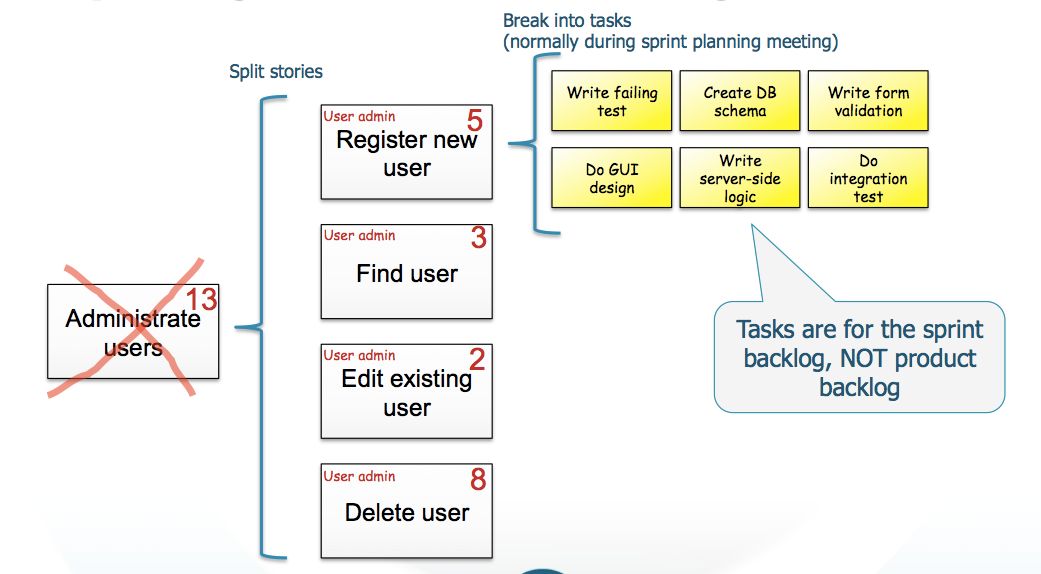 Break into tasks
(normally during sprint planning meeting)
Split stories
User admin
5
Register new
user
Write failing
test
Create DB
schema
Write form
validation
Do GUI
design
Write
server-side
logic
Do
integration
test
User admin
3
Find user
13
Administrate
users
User admin
2
Edit existing
user
User admin
8
Delete user
Tasks are for the sprint
backlog, NOT product
backlog